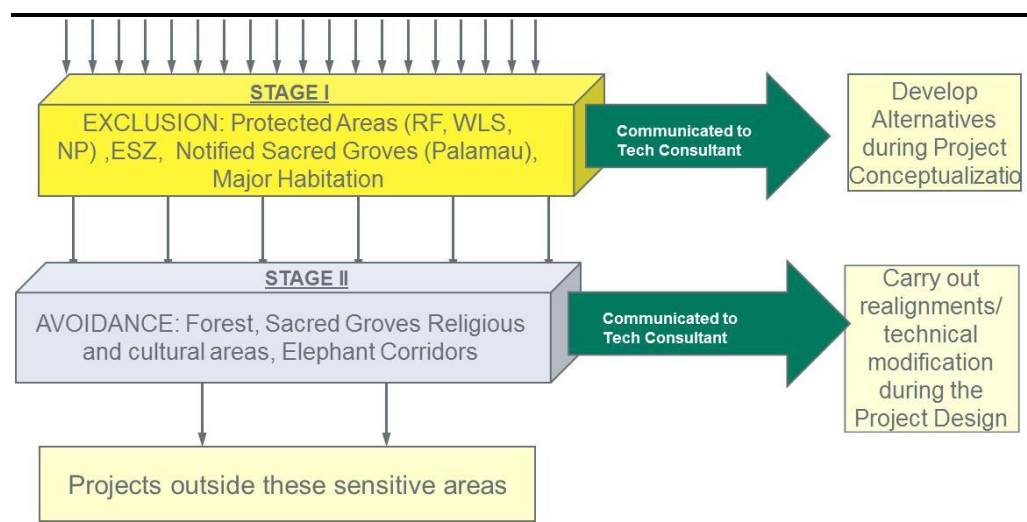 STAGE I
EXCLUSION: Protected Areas (RF, WLS,
NP) ,ESZ, Notified Sacred Groves (Palamau),
Major Habitation
Communicated to
Tech Consultant
Develop
Alternatives
during Project
Conceptualizatio
STAGE II
AVOIDANCE: Forest, Sacred Groves Religious
and cultural areas, Elephant Corridors
Communicated to
Tech Consultant
Carry out
realignments/
technical
modification
during the
Project Design
Projects outside these sensitive areas